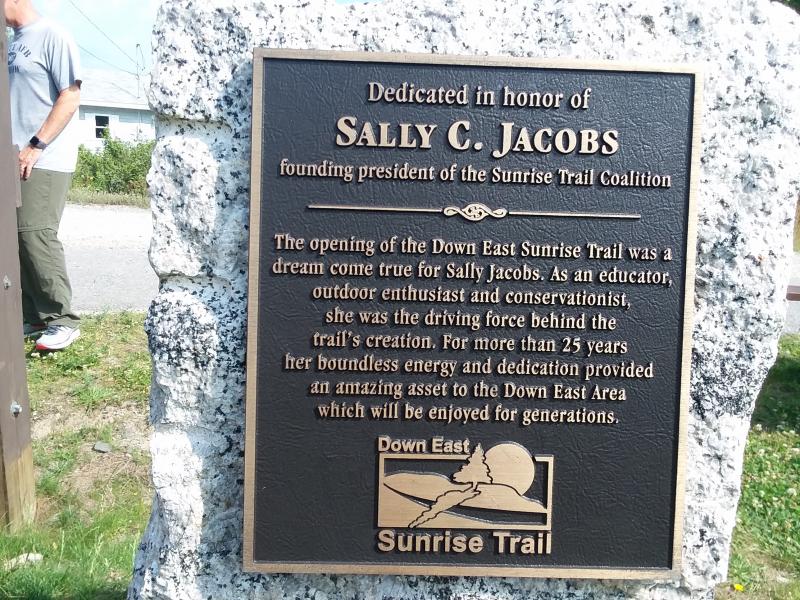 Dedicated in honor of
SALLY C. JACOBS
founding president of the Sunrise Trail Coalition
The opening of the Down East Sunrise Trail was a
dream come true for Sally Jacobs. As an educator,
outdoor enthusiast and conservationist,
she was the driving force behind the
trail's creation. For more than 25 years
her boundless energy and dedication provided
an amazing asset to the Down East Area
which will be enjoyed for generations.
Down East
Sunrise Trail